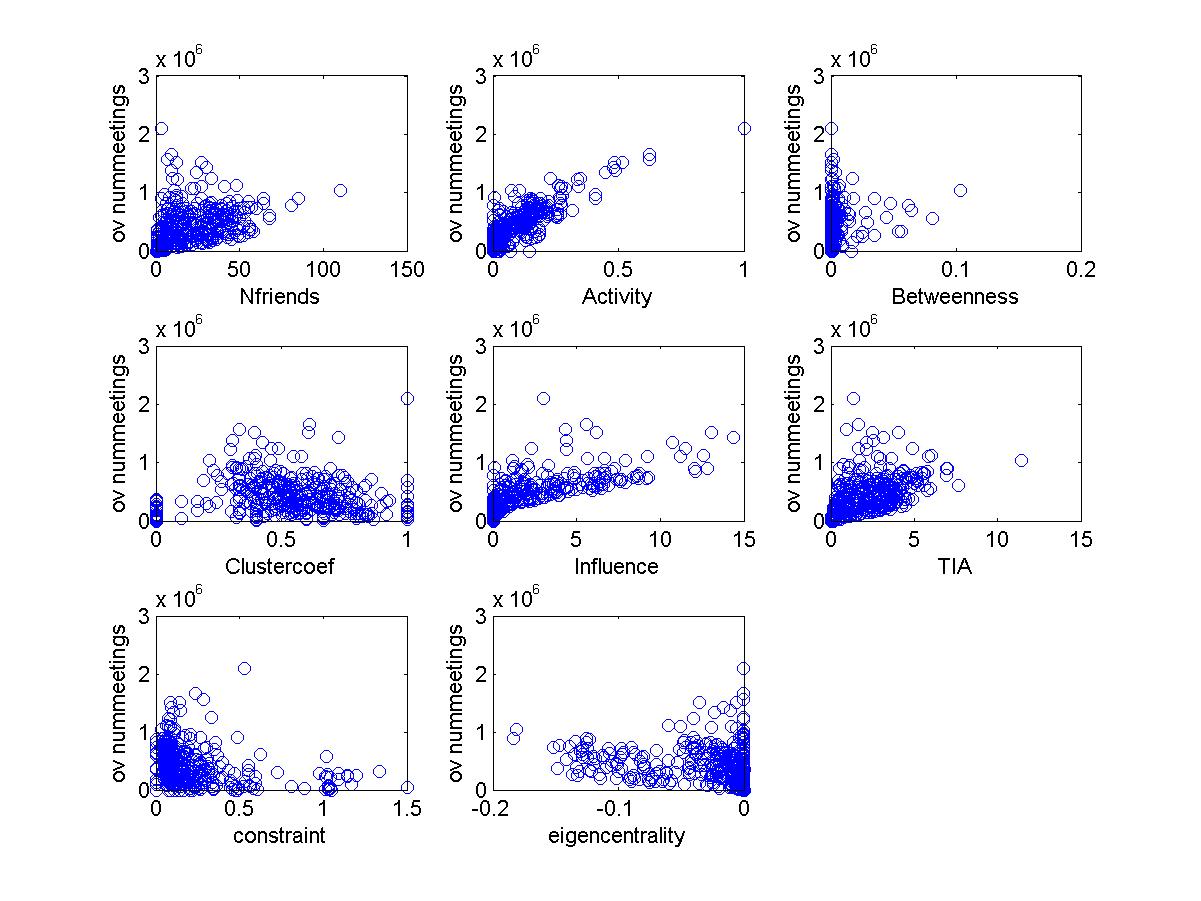 x 10^6 x 10^6 x 10^6
3 3 3
2 2 2
1 1 1
0 0 0
ov nummeetings ov nummeetings ov nummeetings
0 50 100 150 0 0.5 1 0 0.1 0.2
Nfriends Activity Betweenness
x 10^6 x 10^6 x 10^6
3 3 3
2 2 2
1 1 1
0 0 0
ov nummeetings ov nummeetings ov nummeetings
0 0.5 1 0 5 10 15 0 5 10 15
Clustercoef Influence TIA
x 10^6 x 10^6
3 3
2 2
1 1
0 0
ov nummeetings ov nummeetings
0 0.5 1 1.5 -0.2 -0.1 0
constraint eigencentrality